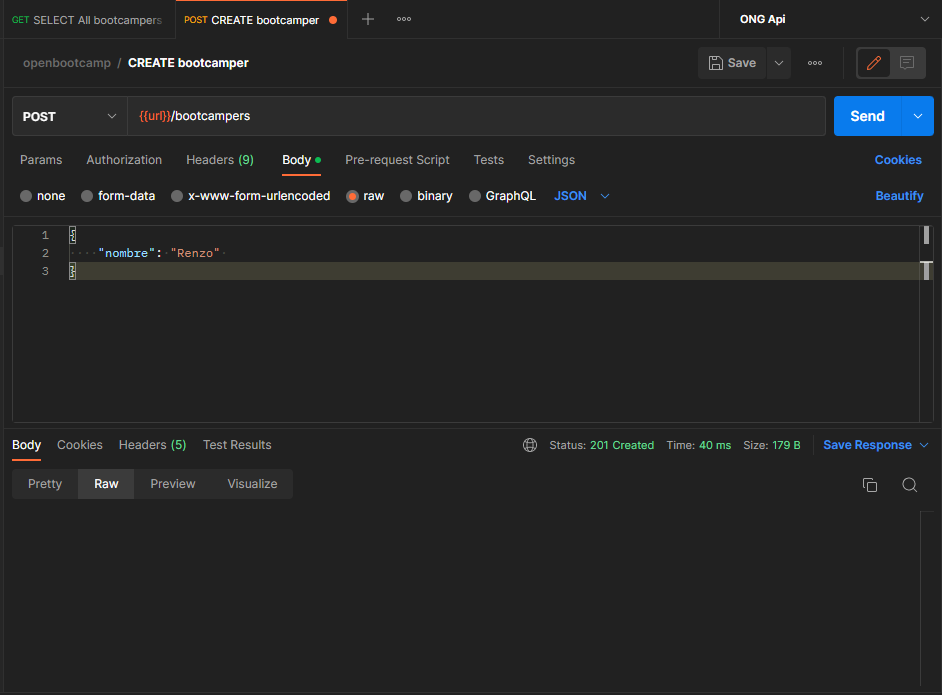 GET SELECT All bootcampers
POST CREATE bootcamper
ONG Api
openbootcamp / CREATE bootcamper
Save
POST
{{url}}/bootcampers
Send
Params Authorization Headers (9) Body Pre-request Script Tests Settings Cookies
none form-data x-www-form-urlencoded raw binary GraphQL JSON Beautify
1 {
2 "nombre": "Renzo"
3 }
Body Cookies Headers (5) Test Results Status: 201 Created Time: 40 ms Size: 179 B Save Response
Pretty Raw Preview Visualize